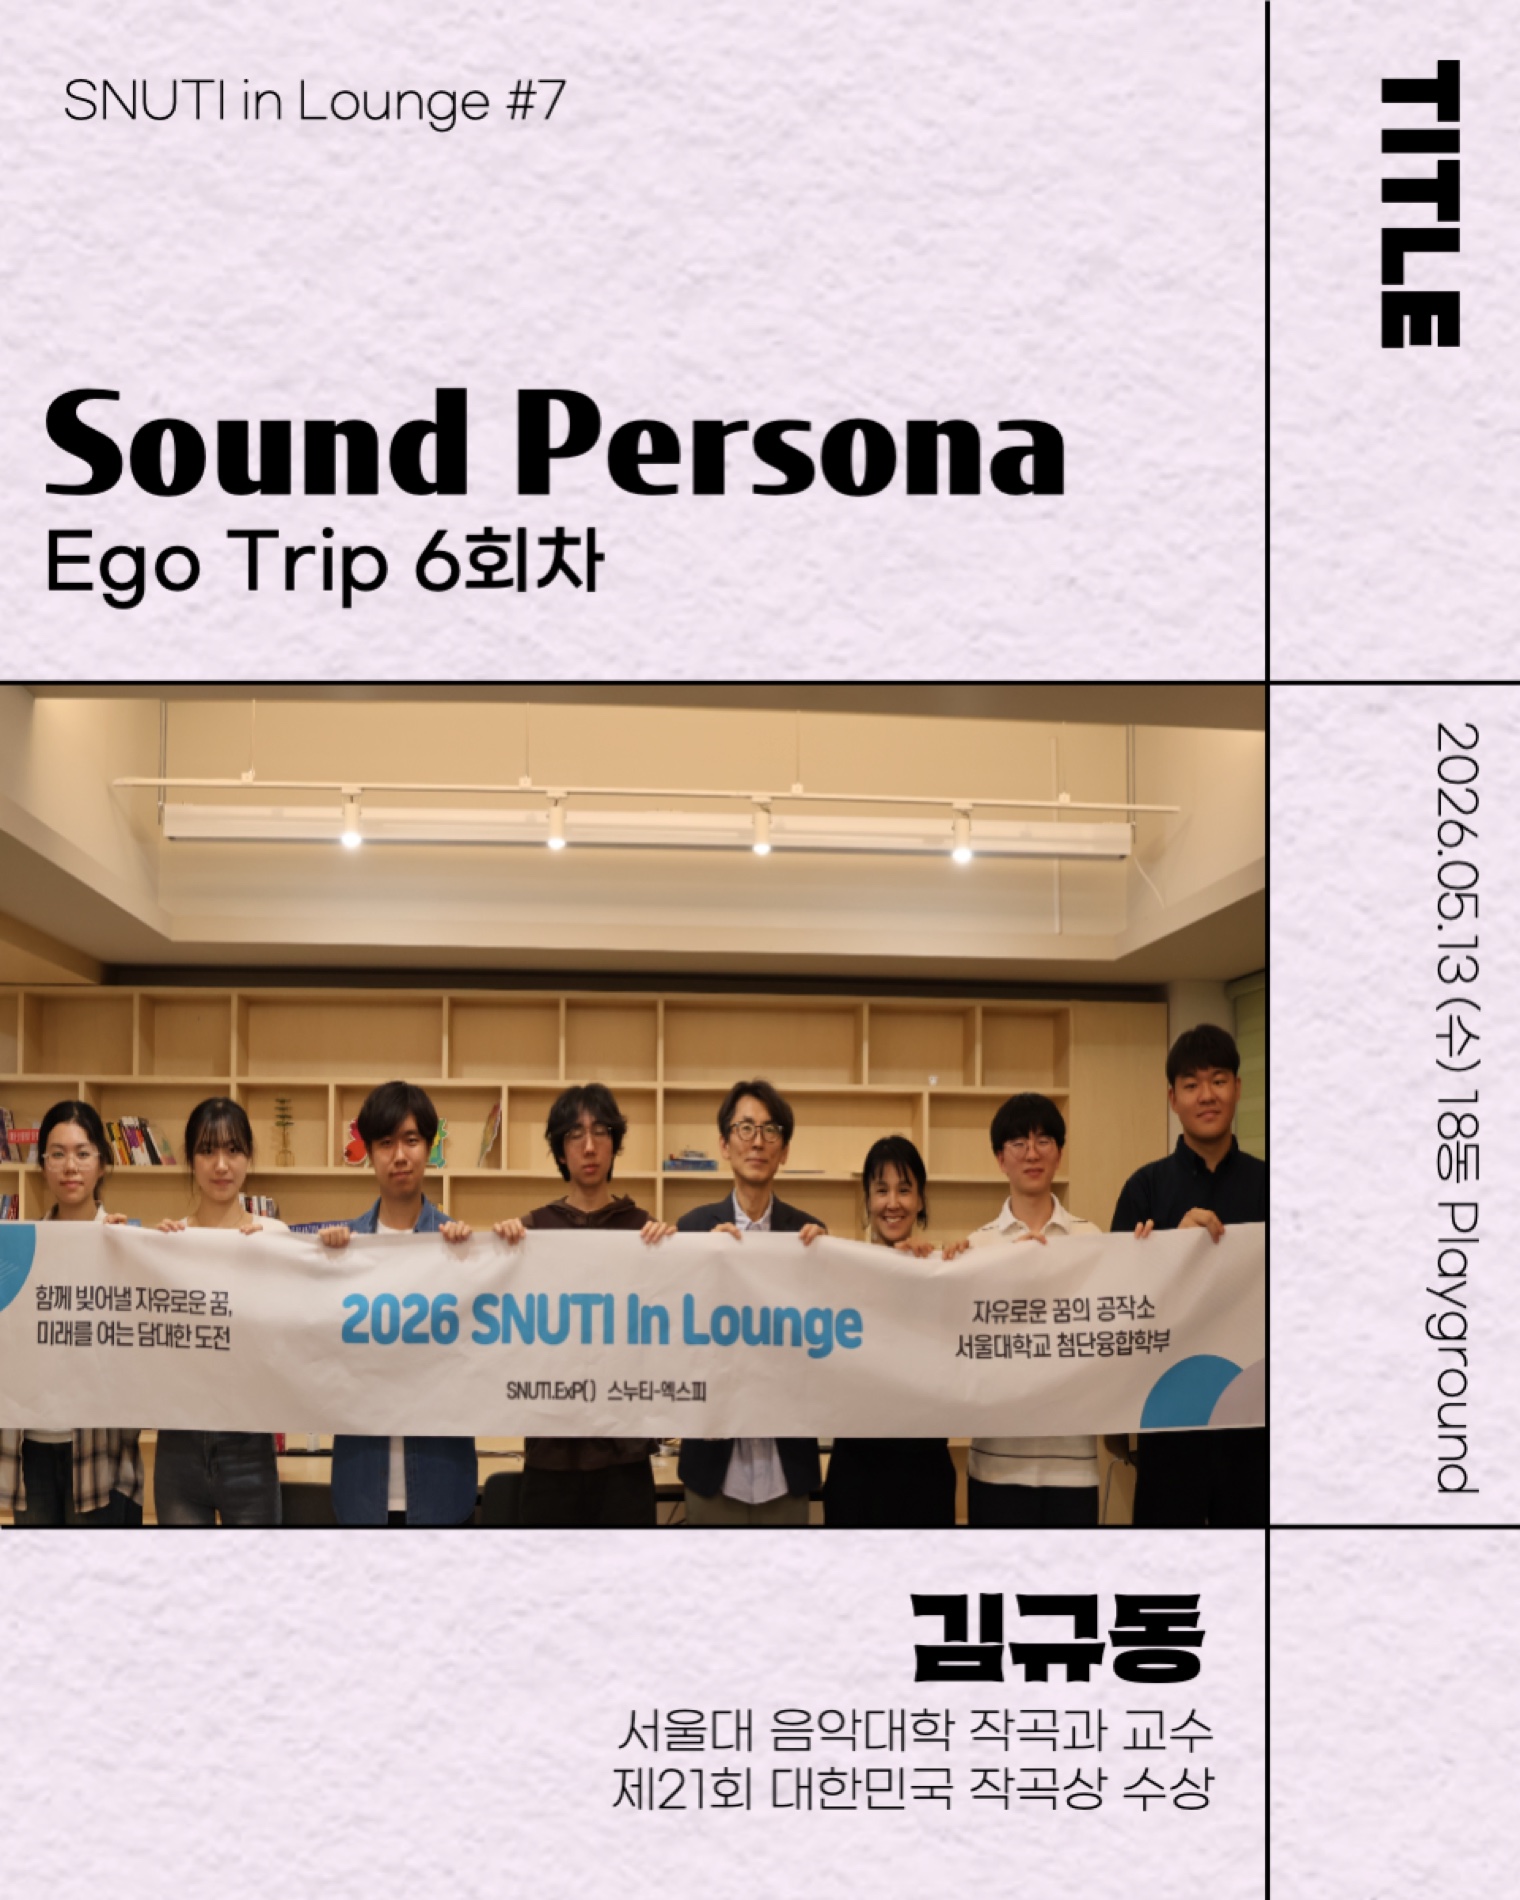 SNUTI in Lounge #7
TITLE
Sound Persona
Ego Trip 6회차
2026.05.13 (수) 18동 Playground
함께 빚어낼 자유로운 꿈,
미래를 여는 담대한 도전
2026 SNUTI In Lounge
SNUTI.ExP() 스누티-엑스피
자유로운 꿈의 공작소
서울대학교 첨단융합학부
김규동
서울대 음악대학 작곡과 교수
제21회 대한민국 작곡상 수상